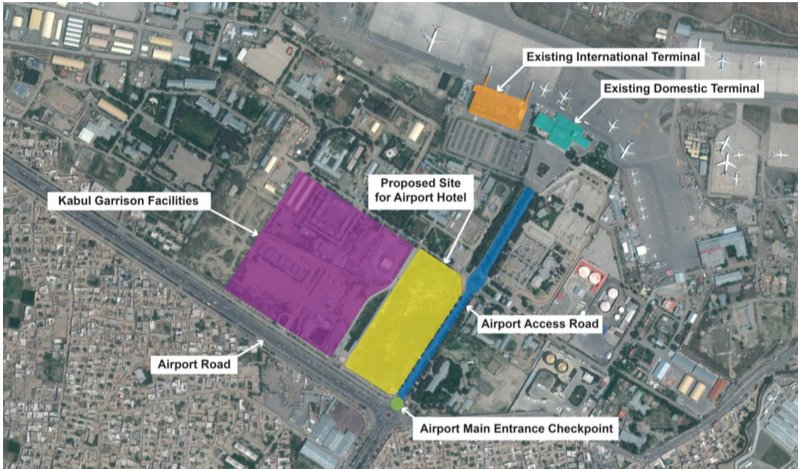 Existing International Terminal
Existing Domestic Terminal
Proposed Site
for Airport Hotel
Kabul Garrison Facilities
Airport Access Road
Airport Road
Airport Main Entrance Checkpoint